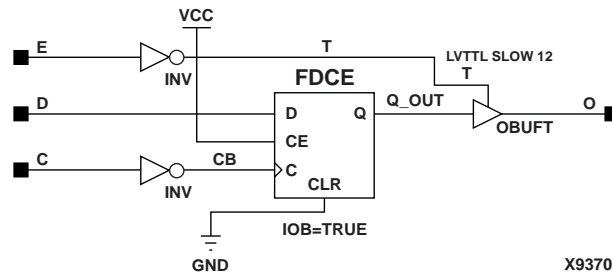 VCC
E
T
LVTTL SLOW 12
INV
FDCE
T
D
D
Q
Q_OUT
O
CE
OBUFT
C
CB
C
INV
CLR
GND
IOB=TRUE
X9370